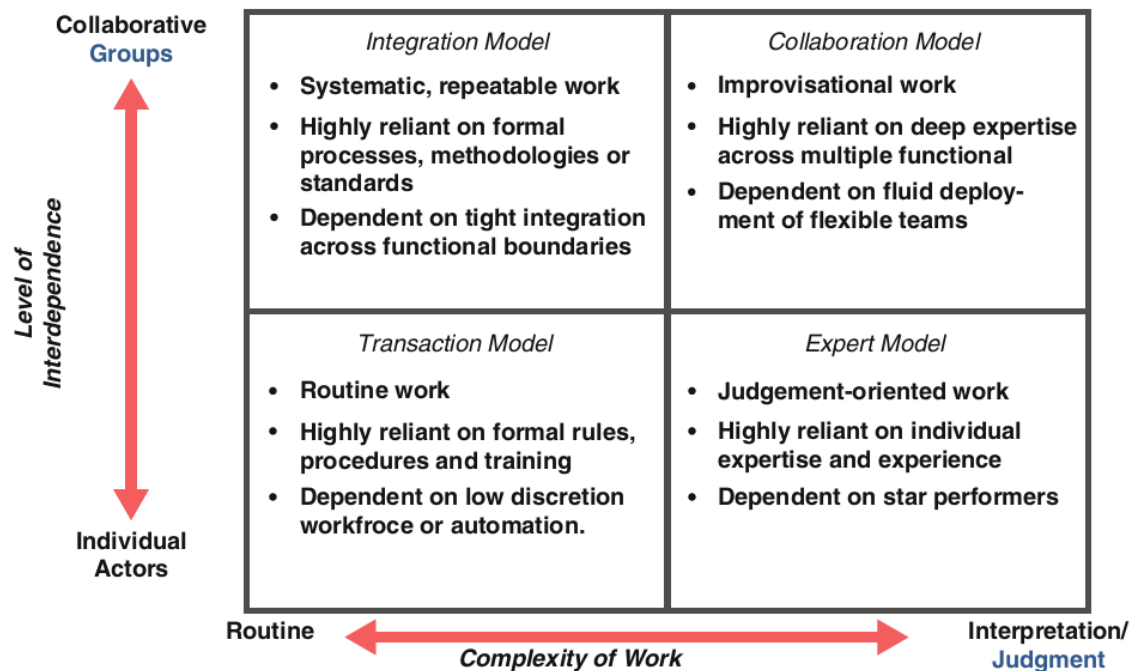 Collaborative
Groups
Level of
Interdependence
Individual
Actors
Integration Model
• Systematic, repeatable work
• Highly reliant on formal
processes, methodologies or
standards
• Dependent on tight integration
across functional boundaries
Collaboration Model
• Improvisational work
• Highly reliant on deep expertise
across multiple functional
• Dependent on fluid deploy-
ment of flexible teams
Transaction Model
• Routine work
• Highly reliant on formal rules,
procedures and training
• Dependent on low discretion
workfroce or automation.
Expert Model
• Judgement-oriented work
• Highly reliant on individual
expertise and experience
• Dependent on star performers
Routine
Complexity of Work
Interpretation/
Judgment